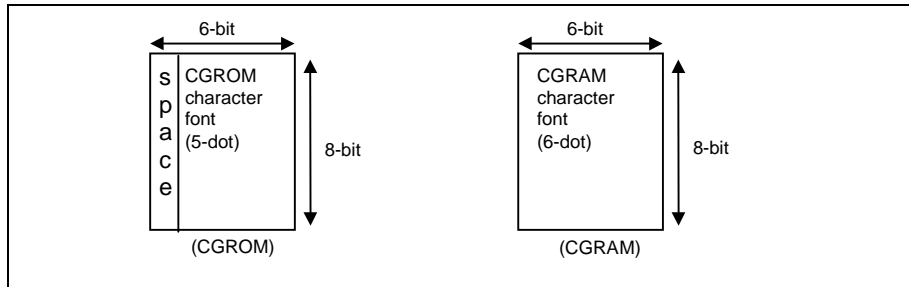 6-bit
space
CGROM
character
font
(5-dot)
8-bit
(CGROM)
6-bit
CGRAM
character
font
(6-dot)
8-bit
(CGRAM)